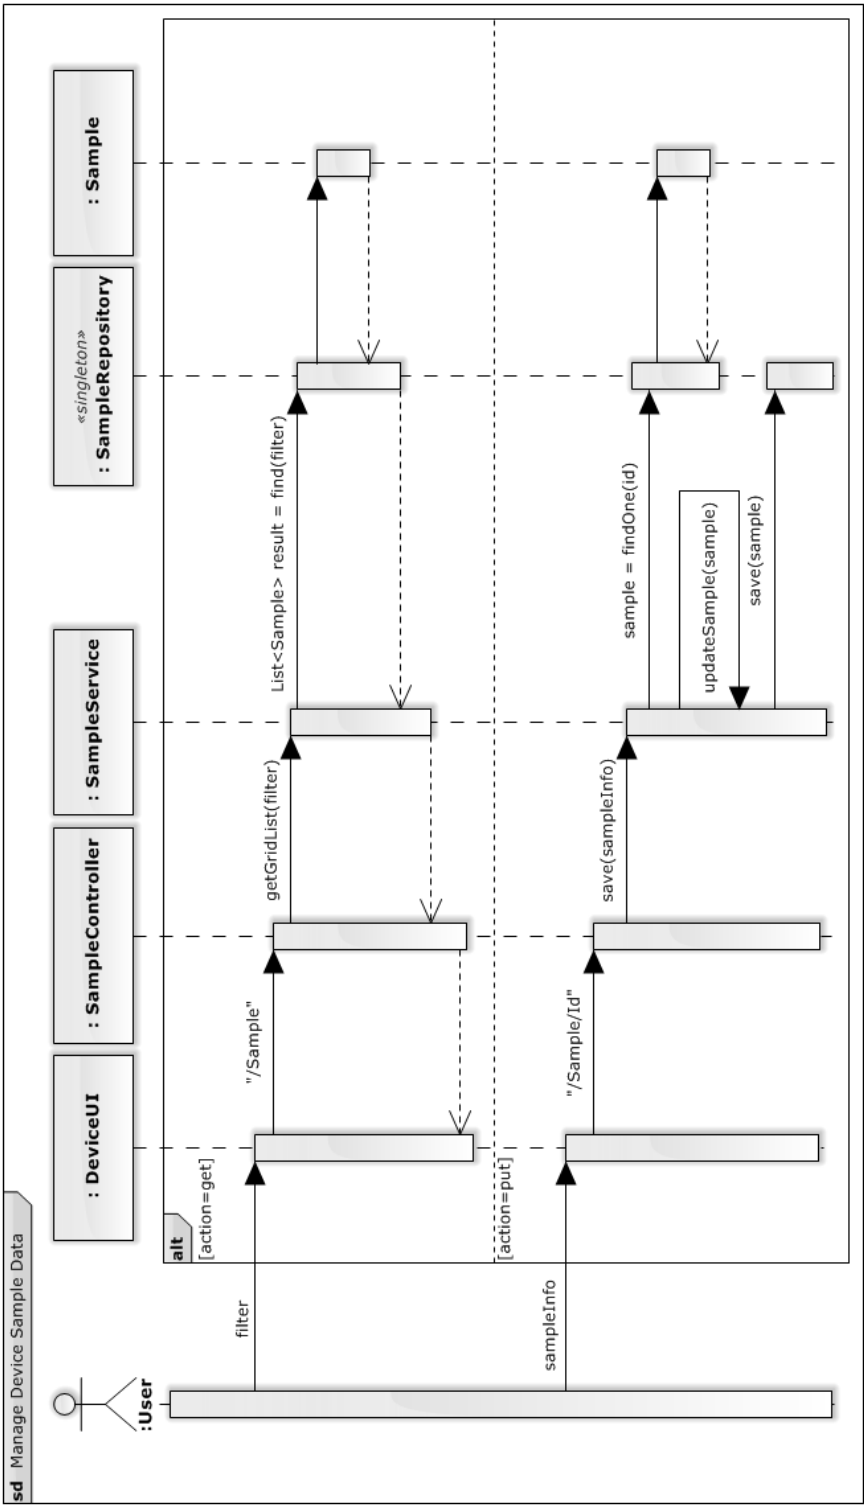 sd Manage Device Sample Data
:User
: DeviceUI
: SampleController
: SampleService
«singleton»
: SampleRepository
: Sample
alt
[action=get]
filter
"/Sample"
getGridList(filter)
List<Sample> result = find(filter)
[action=put]
sampleInfo
"/Sample/Id"
save(sampleInfo)
sample = findOne(id)
updateSample(sample)
save(sample)